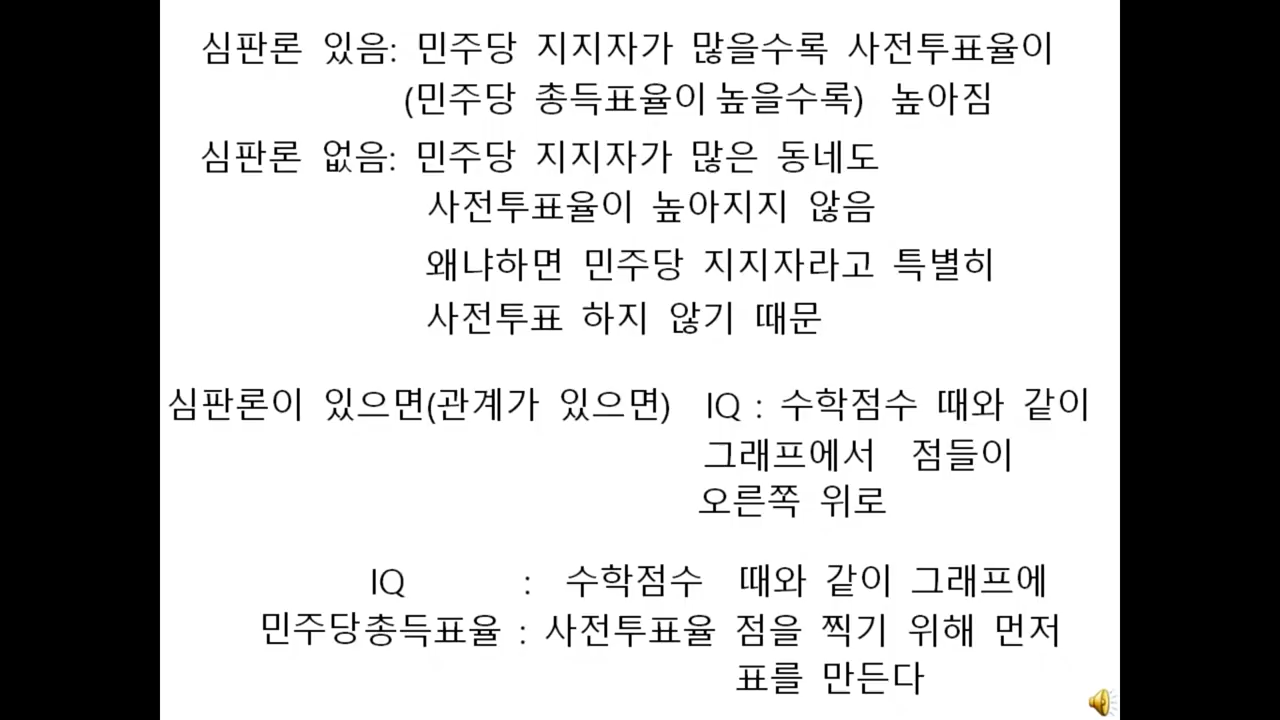 심판론 있음: 민주당 지지자가 많을수록 사전투표율이
(민주당 총득표율이 높을수록) 높아짐
심판론 없음: 민주당 지지자가 많은 동네도
사전투표율이 높아지지 않음
왜냐하면 민주당 지지자라고 특별히
사전투표 하지 않기 때문
심판론이 있으면(관계가 있으면) IQ : 수학점수 때와 같이
그래프에서 점들이
오른쪽 위로
IQ : 수학점수 때와 같이 그래프에
민주당총득표율 : 사전투표율 점을 찍기 위해 먼저
표를 만든다